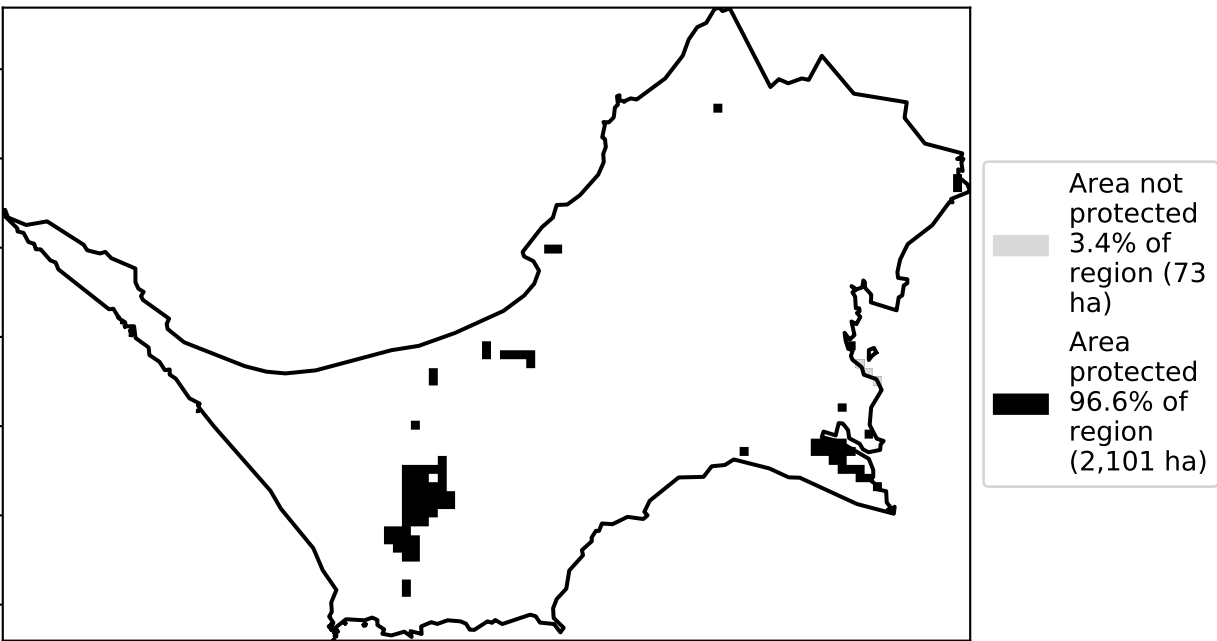 Area not
protected
3.4% of
region (73
ha)
Area
protected
96.6% of
region
(2,101 ha)